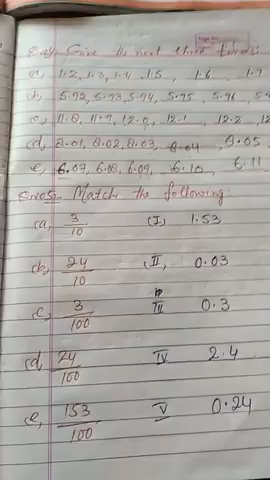 Give the next three terms:
(a) 1.2, 1.3, 1.4, 1.5, 1.6, 1.7
(b) 5.92, 5.93, 5.94, 5.95, 5.96
(c) 11.8, 11.9, 12.0, 12.1, 12.2
(d) 8.01, 8.02, 8.03, 8.04, 8.05
e, 6.07, 6.08, 6.09, 6.10, 6.11
Ques5- Match the following:
(a, 3/10 (I, 1.53
(b, 24/10 (II, 0.03
(c, 3/100 III 0.3
(d, 24/100 IV 2.4
(e, 153/100 V 0.24